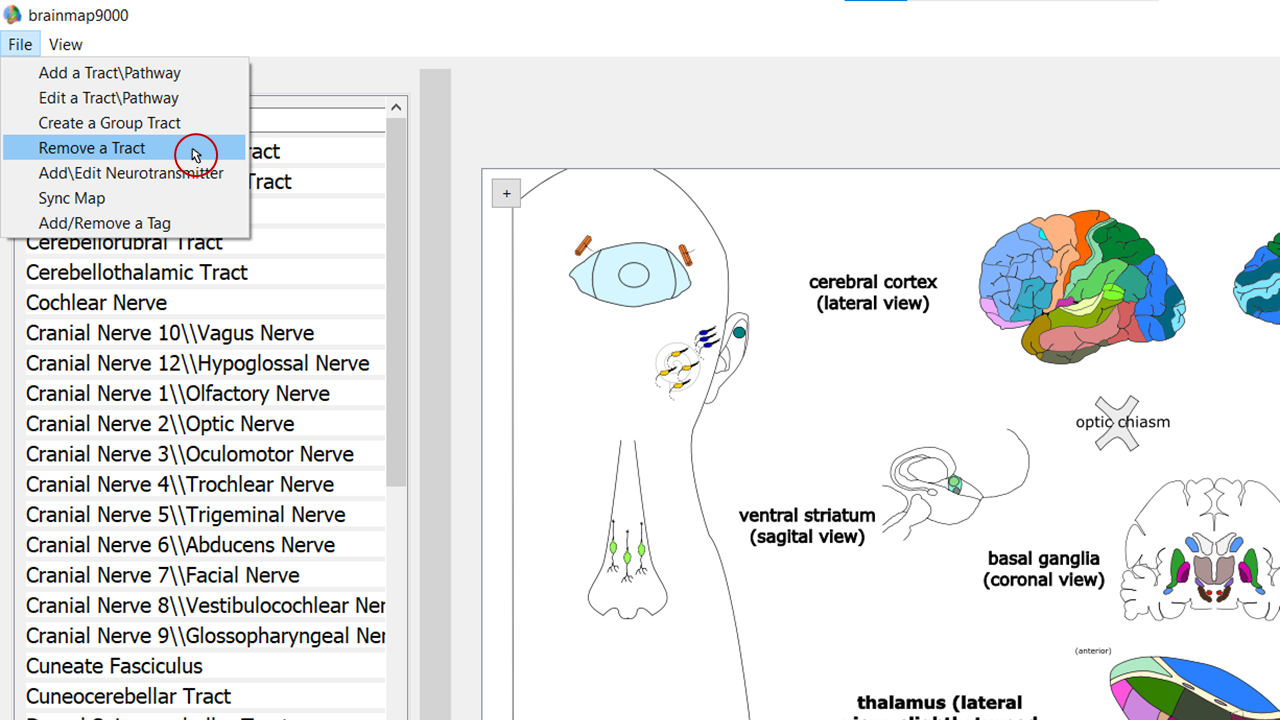 brainmap9000
File View
Add a Tract\Pathway
Edit a Tract\Pathway
Create a Group Tract
Remove a Tract
Add\Edit Neurotransmitter
Sync Map
Add/Remove a Tag
Tract
Cerebellorubral Tract
Cerebellothalamic Tract
Cochlear Nerve
Cranial Nerve 10\\Vagus Nerve
Cranial Nerve 12\\Hypoglossal Nerve
Cranial Nerve 1\\Olfactory Nerve
Cranial Nerve 2\\Optic Nerve
Cranial Nerve 3\\Oculomotor Nerve
Cranial Nerve 4\\Trochlear Nerve
Cranial Nerve 5\\Trigeminal Nerve
Cranial Nerve 6\\Abducens Nerve
Cranial Nerve 7\\Facial Nerve
Cranial Nerve 8\\Vestibulocochlear Ner
Cranial Nerve 9\\Glossopharyngeal Ner
Cuneate Fasciculus
Cuneocerebellar Tract
+
cerebral cortex
(lateral view)
optic chiasm
ventral striatum
(sagital view)
basal ganglia
(coronal view)
(anterior)
thalamus (lateral